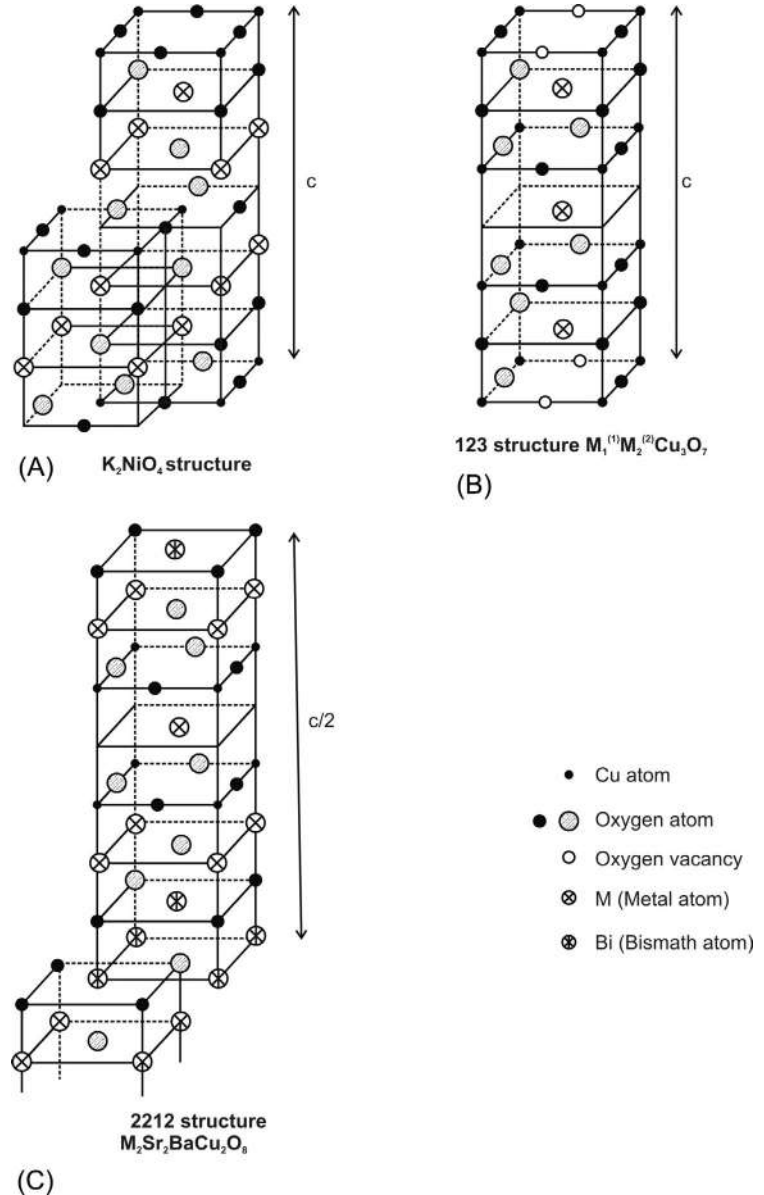 c
c
(A)
K₂NiO₄ structure
123 structure M₁⁽¹⁾M₂⁽²⁾Cu₃O₇
(B)
c/2
Cu atom
Oxygen atom
Oxygen vacancy
M (Metal atom)
Bi (Bismath atom)
2212 structure
M₂Sr₂BaCu₂O₈
(C)